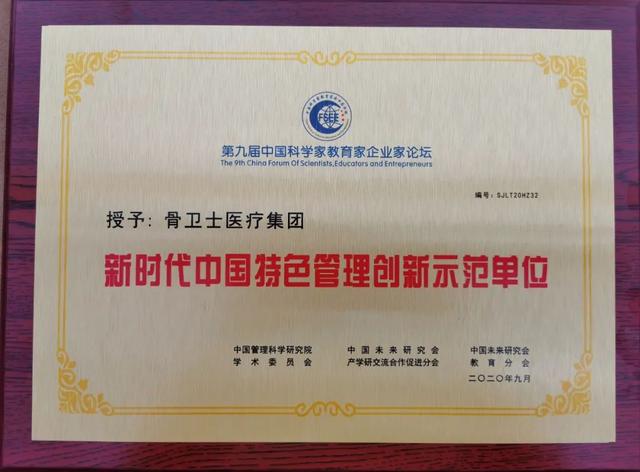 FSEE
第九届中国科学家教育家企业家论坛
The 9th China Forum Of Scientists, Educators and Entrepreneurs
编号：SJLT20HZ32
授予：骨卫士医疗集团
新时代中国特色管理创新示范单位
中国管理科学研究院 中国未来研究会 中国未来研究会
学术委员会 产学研交流合作促进分会 教育分会
二〇二〇年九月